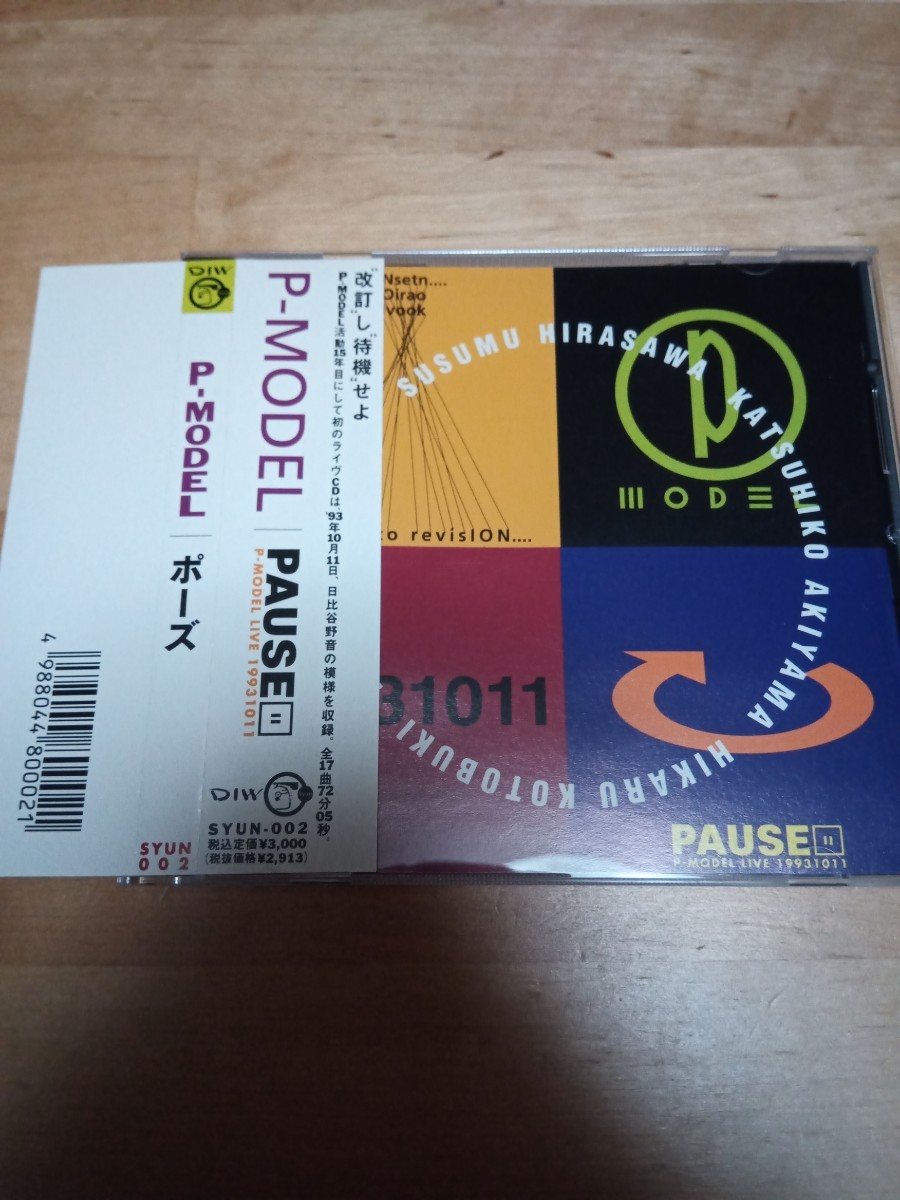 DIW
P-MODEL
ポーズ
4 988044 800021
SYUN
002
"改訂"し"待機"せよ
P-MODEL活動15年目にして初のライヴCDは、'93年10月11日、日比谷野音の模様を収録。全17曲72分05秒。
P-MODEL
PAUSE
P-MODEL LIVE 19931011
DIW
SYUN-002
税込定価¥3,000
(税抜価格¥2,913)
Nsetn....
Oirao
vook
to revisION....
SUSUMU HIRASAWA KATSUHIKO AKIYAMA HIKARU KOTOBUKI
p
MODEL
31011
PAUSE
P-MODEL LIVE 19931011